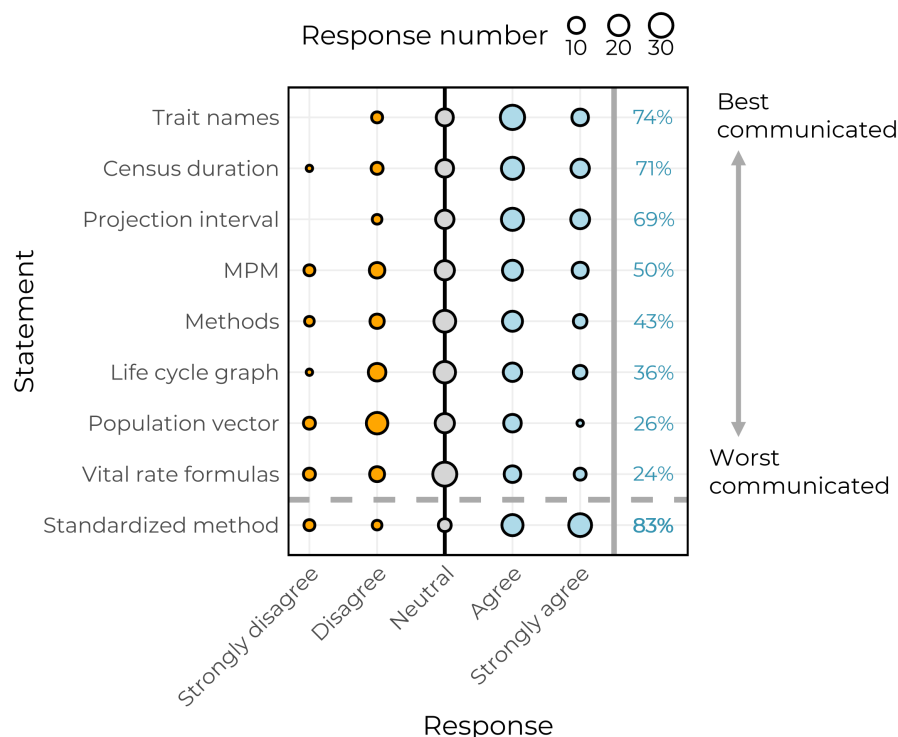 Response number
10 20 30
Best
communicated
Trait names 74%
Census duration 71%
Projection interval 69%
MPM 50%
Methods 43%
Life cycle graph 36%
Population vector 26%
Vital rate formulas 24%
Worst
communicated
Standardized method 83%
Statement
Strongly disagree
Disagree
Neutral
Agree
Strongly agree
Response